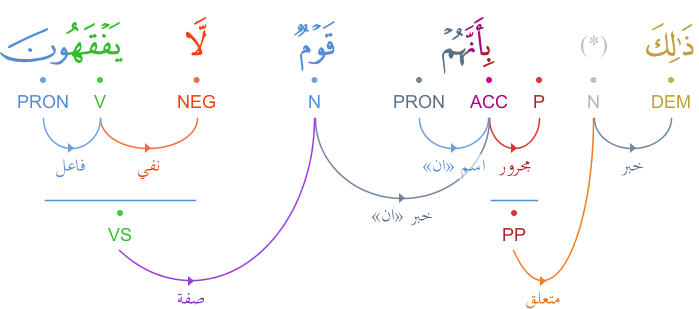 ذَٰلِكَ (*) بِأَنَّهُمْ قَوْمٌ لَّا يَفْقَهُونَ
PRON V NEG N PRON ACC P N DEM
فاعل نفي اسم «ان» مجرور خبر
خبر «ان»
VS PP
صفة متعلق